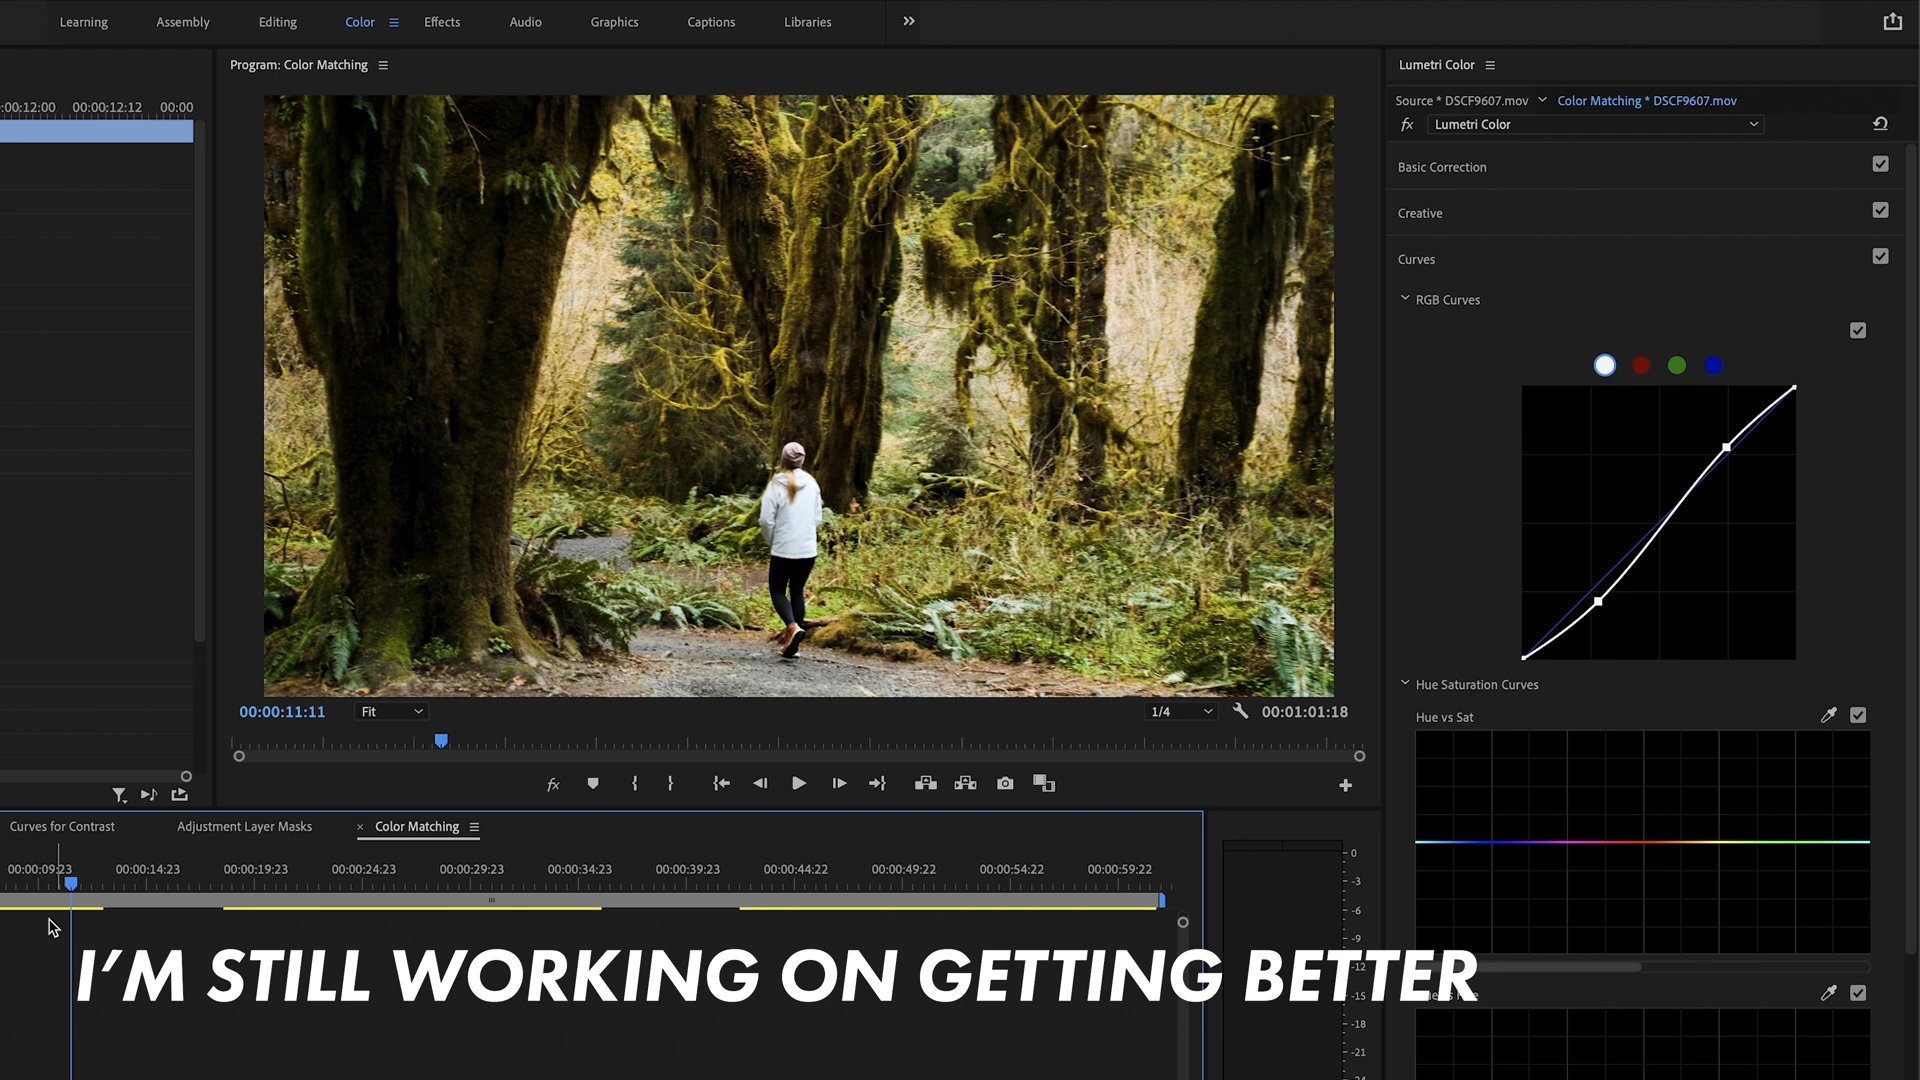 Learning Assembly Editing Color Effects Audio Graphics Captions Libraries
Program: Color Matching
Lumetri Color
:00:12:00 00:00:12:12 00:00
Source * DSCF9607.mov Color Matching * DSCF9607.mov
fx Lumetri Color
Basic Correction
Creative
Curves
RGB Curves
Hue Saturation Curves
Hue vs Sat
00:00:11:11 Fit 1/4 00:01:01:18
fx
Curves for Contrast Adjustment Layer Masks × Color Matching
00:00:09:23 00:00:14:23 00:00:19:23 00:00:24:23 00:00:29:23 00:00:34:23 00:00:39:23 00:00:44:22 00:00:49:22 00:00:54:22 00:00:59:22
0
-3
-6
-9
-12
-15
-18
-21
I'M STILL WORKING ON GETTING BETTER